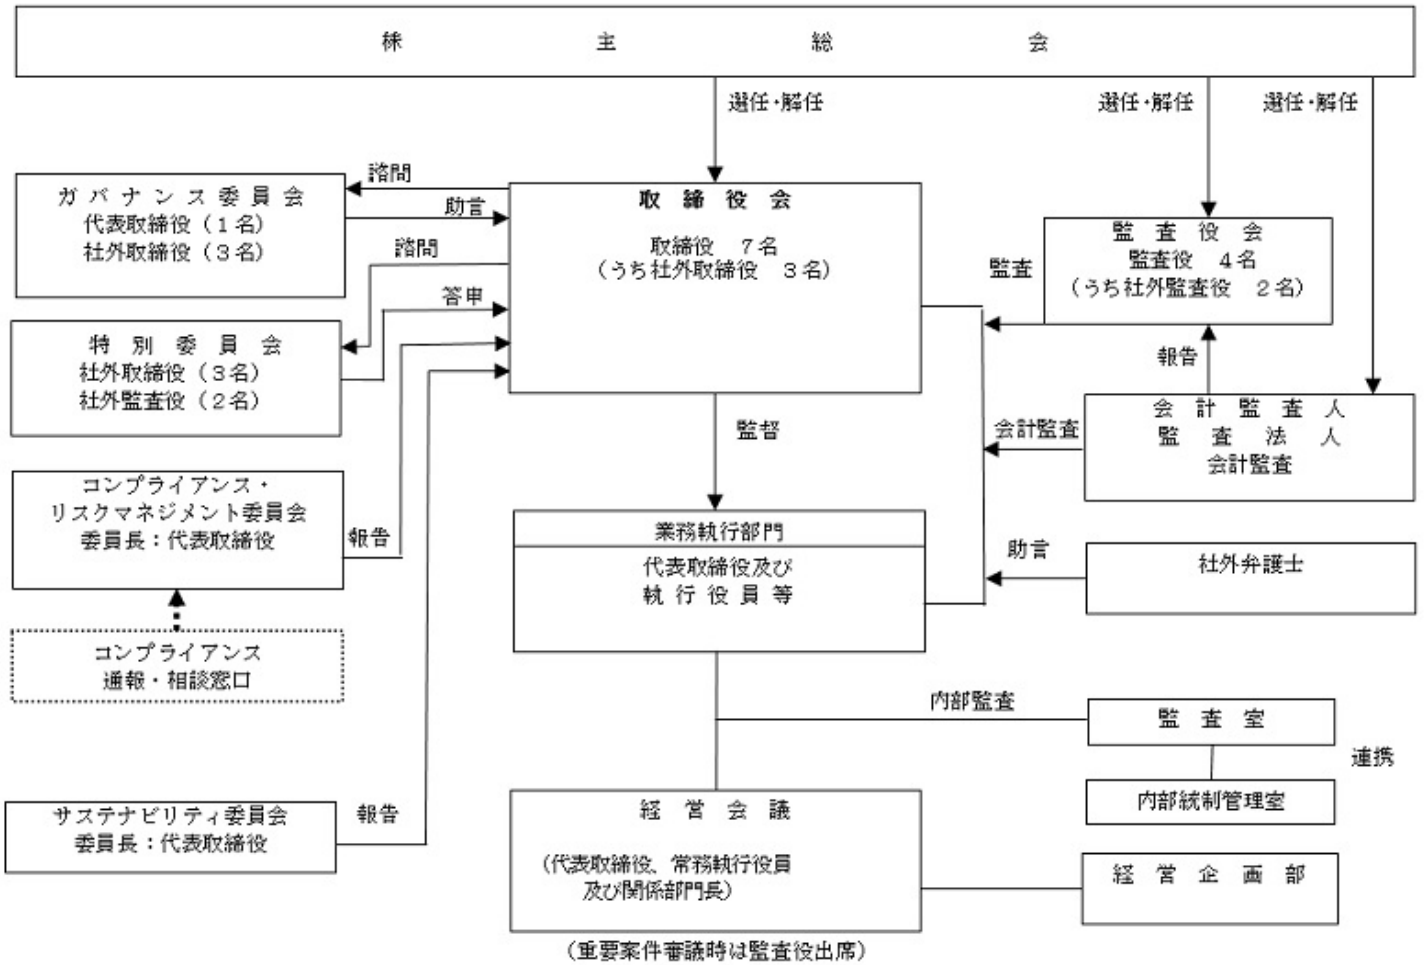 株主総会
選任・解任
選任・解任
選任・解任
ガバナンス委員会
代表取締役（１名）
社外取締役（３名）
諮問
助言
諮問
答申
取締役会
取締役　７名
（うち社外取締役　３名）
監査
監査役会
監査役　４名
（うち社外監査役　２名）
特別委員会
社外取締役（３名）
社外監査役（２名）
報告
監督
会計監査
会計監査人
監査法人
会計監査
コンプライアンス・
リスクマネジメント委員会
委員長：代表取締役
報告
業務執行部門
代表取締役及び
執行役員等
助言
社外弁護士
コンプライアンス
通報・相談窓口
内部監査
監査室
連携
内部統制管理室
サステナビリティ委員会
委員長：代表取締役
報告
経営会議
（代表取締役、常務執行役員
及び関係部門長）
経営企画部
（重要案件審議時は監査役出席）